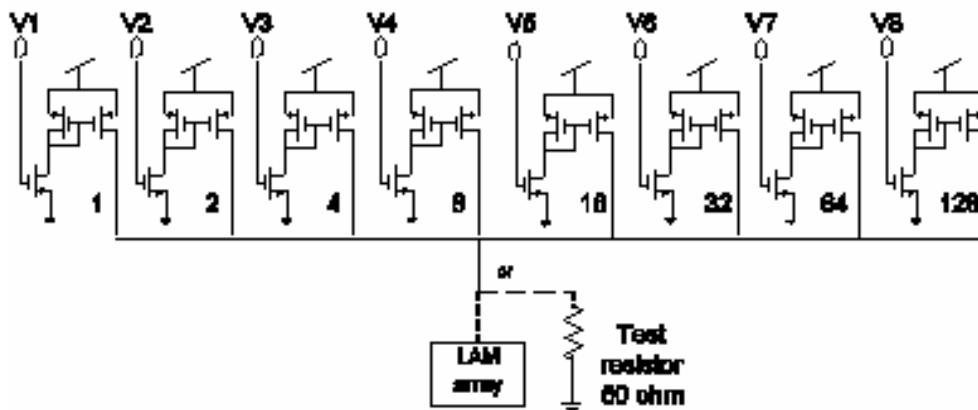 V1 V2 V3 V4 V5 V6 V7 V8
1 2 4 8 16 32 64 128
or
LAM
array
Test
resistor
50 ohm